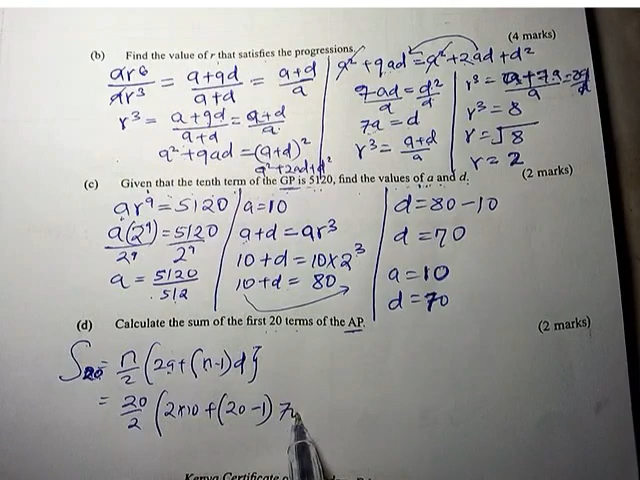 (4 marks)
(b) Find the value of r that satisfies the progressions.
ar⁶/ar³ = a+9d/a+d = a+d/a
r³ = a+9d/a+d = a+d/a
a²+9ad = (a+d)²
a²+2ad+d²
a²+9ad = a²+2ad+d²
7ad/a = d²/d
7a = d
r³ = a+d/a
r³ = a+7a/a = 8a/a
r³ = 8
r = √8
r = 2
(c) Given that the tenth term of the GP is 5120, find the values of a and d. (2 marks)
ar⁹ = 5120
a(2⁹)/2⁹ = 5120/2⁹
a = 5120/512
a = 10
a+d = ar³
10+d = 10×2³
10+d = 80
d = 80-10
d = 70
a = 10
d = 70
(d) Calculate the sum of the first 20 terms of the AP. (2 marks)
S₂₀ = n/2 (2a+(n-1)d}
= 20/2 (2×10+(20-1)7
Kenya Certificate